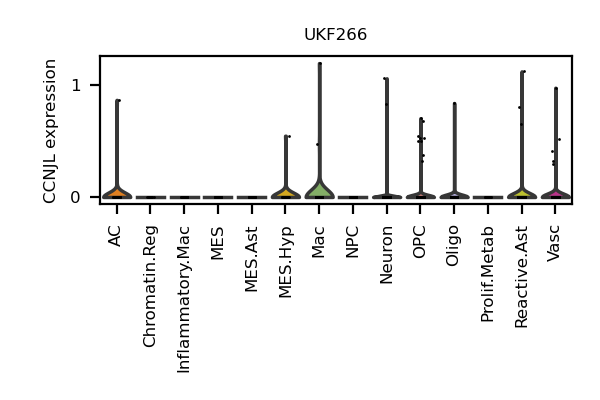 UKF266
CCNJL expression
1
0
AC
Chromatin.Reg
Inflammatory.Mac
MES
MES.Ast
MES.Hyp
Mac
NPC
Neuron
OPC
Oligo
Prolif.Metab
Reactive.Ast
Vasc